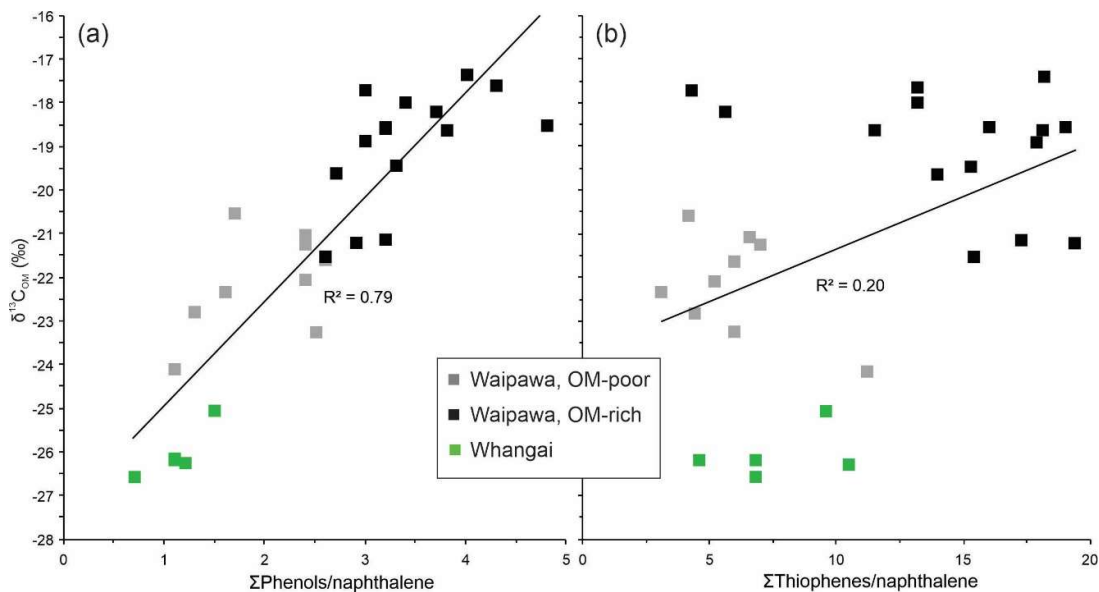 (a)
(b)
-16
-17
-18
-19
-20
-21
-22
-23
-24
-25
-26
-27
-28
δ¹³C_OM (‰)
R² = 0.79
R² = 0.20
Waipawa, OM-poor
Waipawa, OM-rich
Whangai
0 1 2 3 4 5
ΣPhenols/naphthalene
0 5 10 15 20
ΣThiophenes/naphthalene